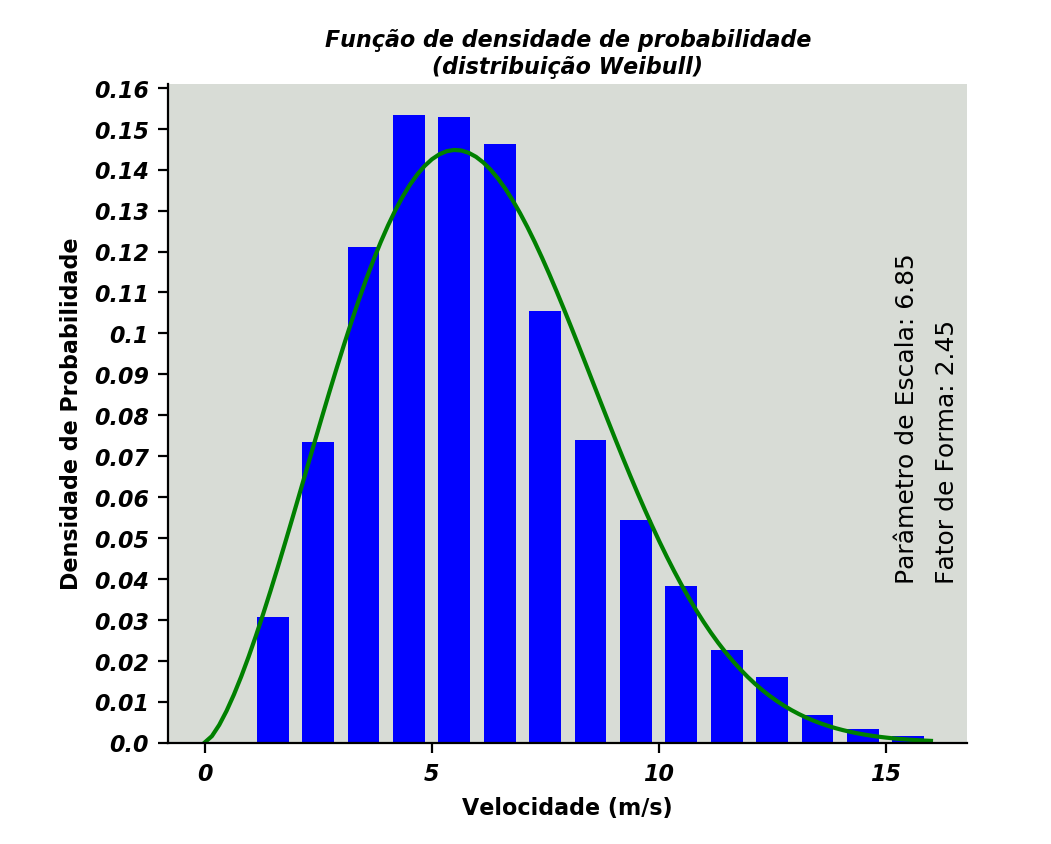 Função de densidade de probabilidade
(distribuição Weibull)
Densidade de Probabilidade
0.16
0.15
0.14
0.13
0.12
0.11
0.1
0.09
0.08
0.07
0.06
0.05
0.04
0.03
0.02
0.01
0.0
Parâmetro de Escala: 6.85
Fator de Forma: 2.45
0 5 10 15
Velocidade (m/s)